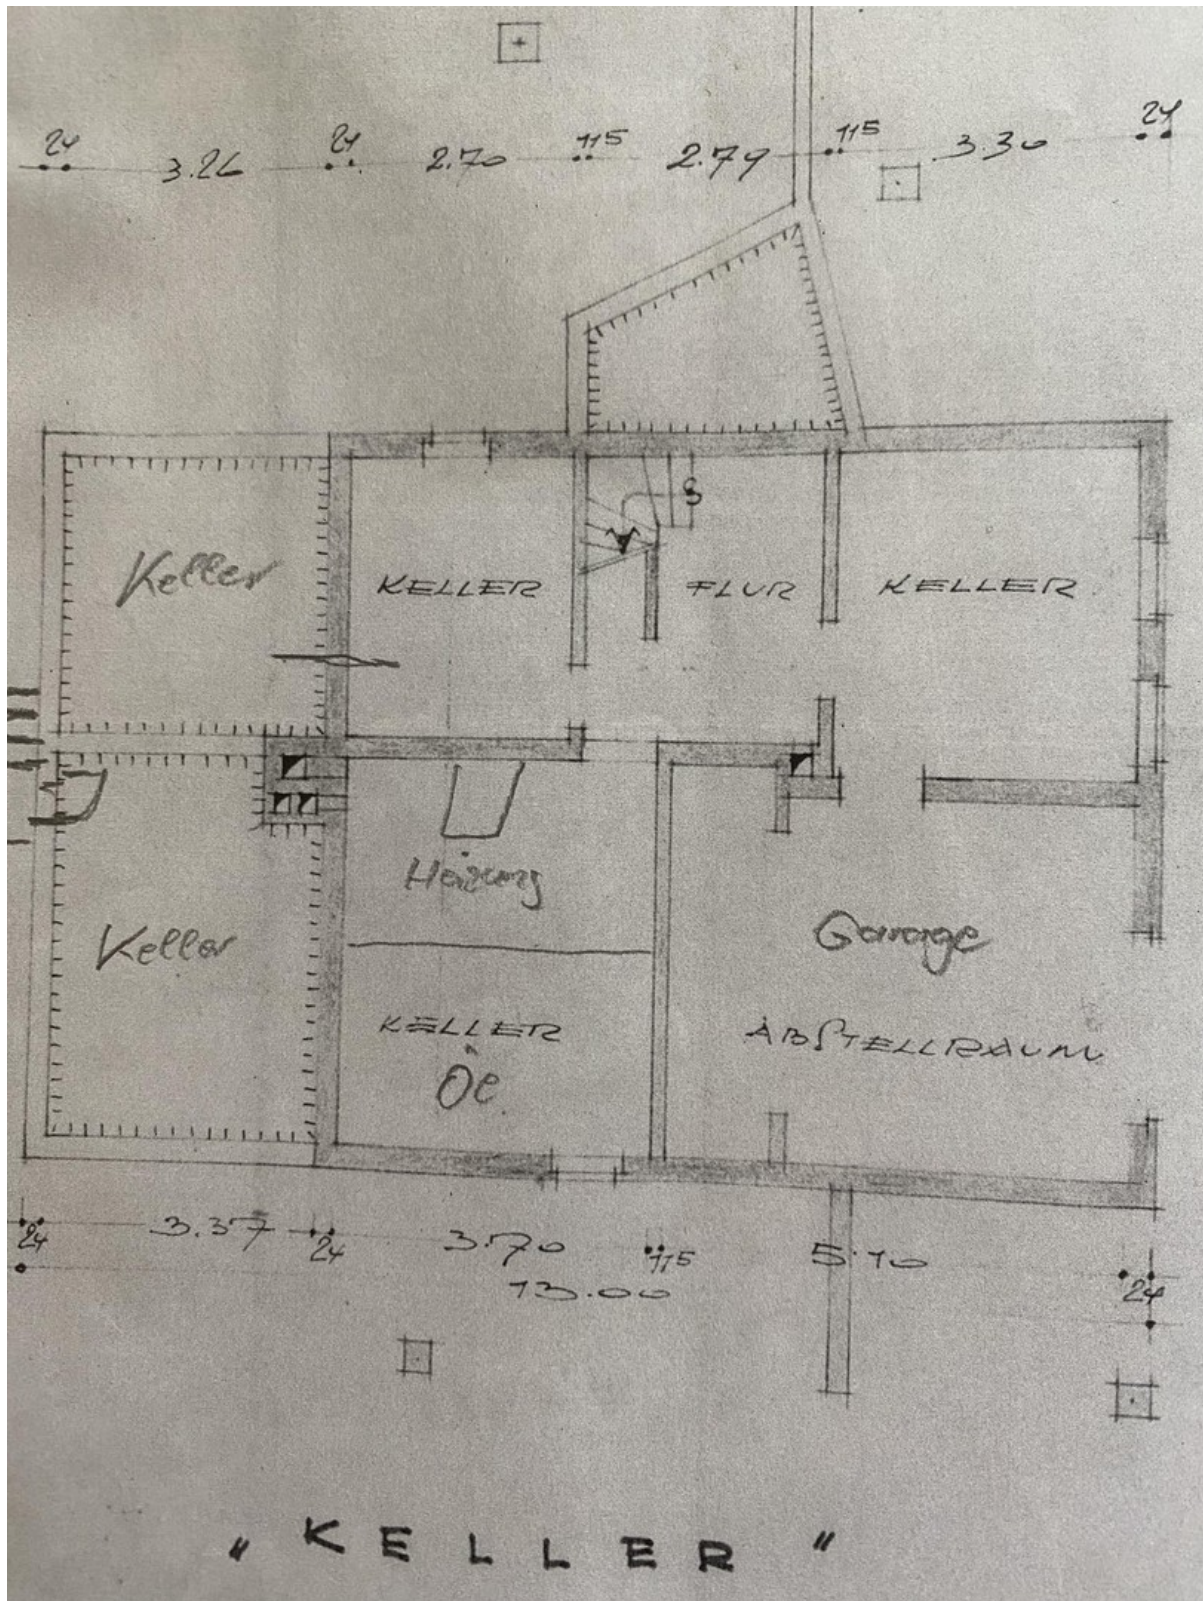 24 3.26 24 2.70 11⁵ 2.79 11⁵ 3.30 24
8
Keller KELLER FLUR KELLER
Heizung
Keller Garage
KELLER ABSTELLRAUM
Öl
24 3.37 24 3.70 11⁵ 5.10 24
13.00
"KELLER"